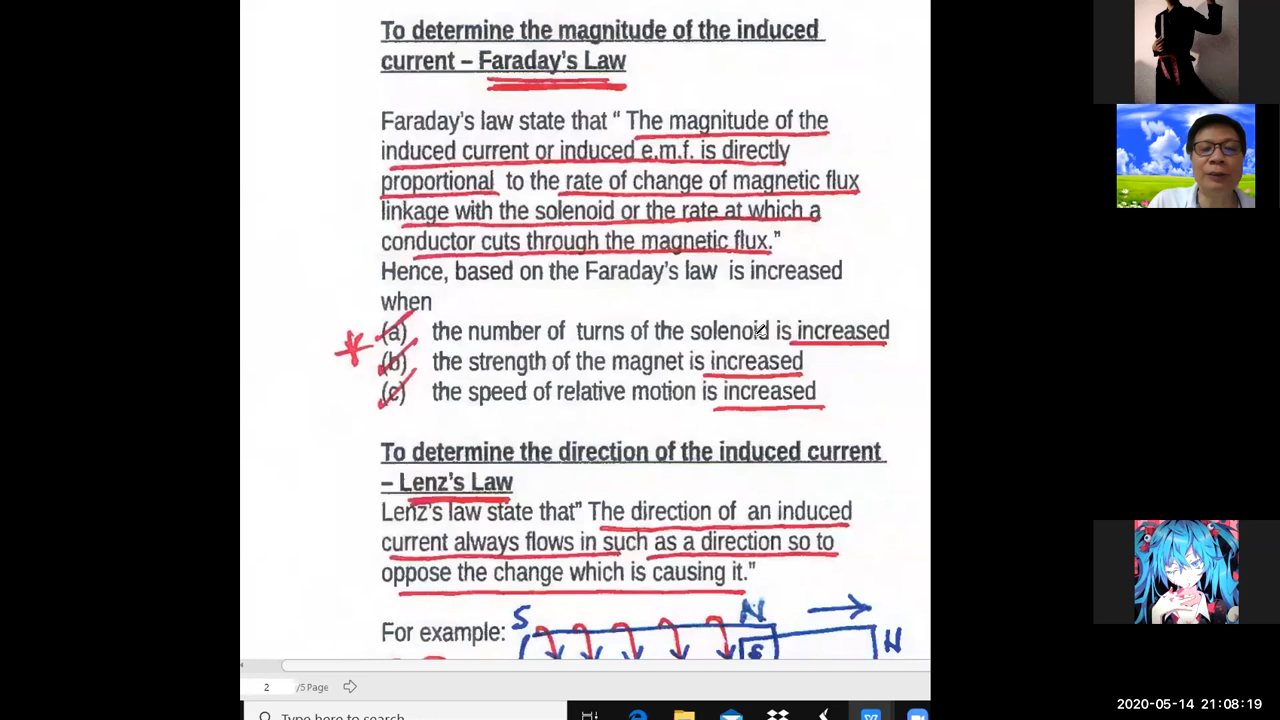 To determine the magnitude of the induced
current – Faraday's Law
Faraday's law state that “ The magnitude of the
induced current or induced e.m.f. is directly
proportional to the rate of change of magnetic flux
linkage with the solenoid or the rate at which a
conductor cuts through the magnetic flux.”
Hence, based on the Faraday's law is increased
when
(a) the number of turns of the solenoid is increased
(b) the strength of the magnet is increased
(c) the speed of relative motion is increased
To determine the direction of the induced current
– Lenz's Law
Lenz's law state that” The direction of an induced
current always flows in such as a direction so to
oppose the change which is causing it.”
For example:
S N
S N
2 /5Page
Type here to search
2020-05-14 21:08:19